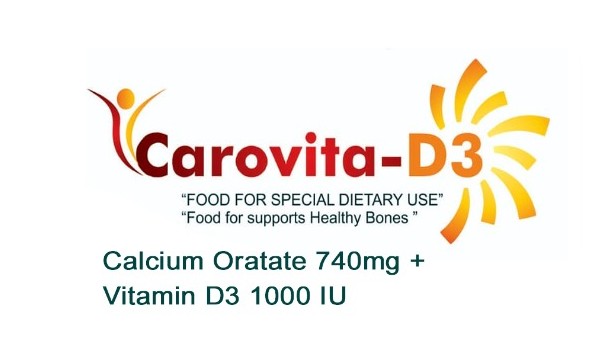 Carovita-D3
“FOOD FOR SPECIAL DIETARY USE”
“Food for supports Healthy Bones ”
Calcium Oratate 740mg +
Vitamin D3 1000 IU